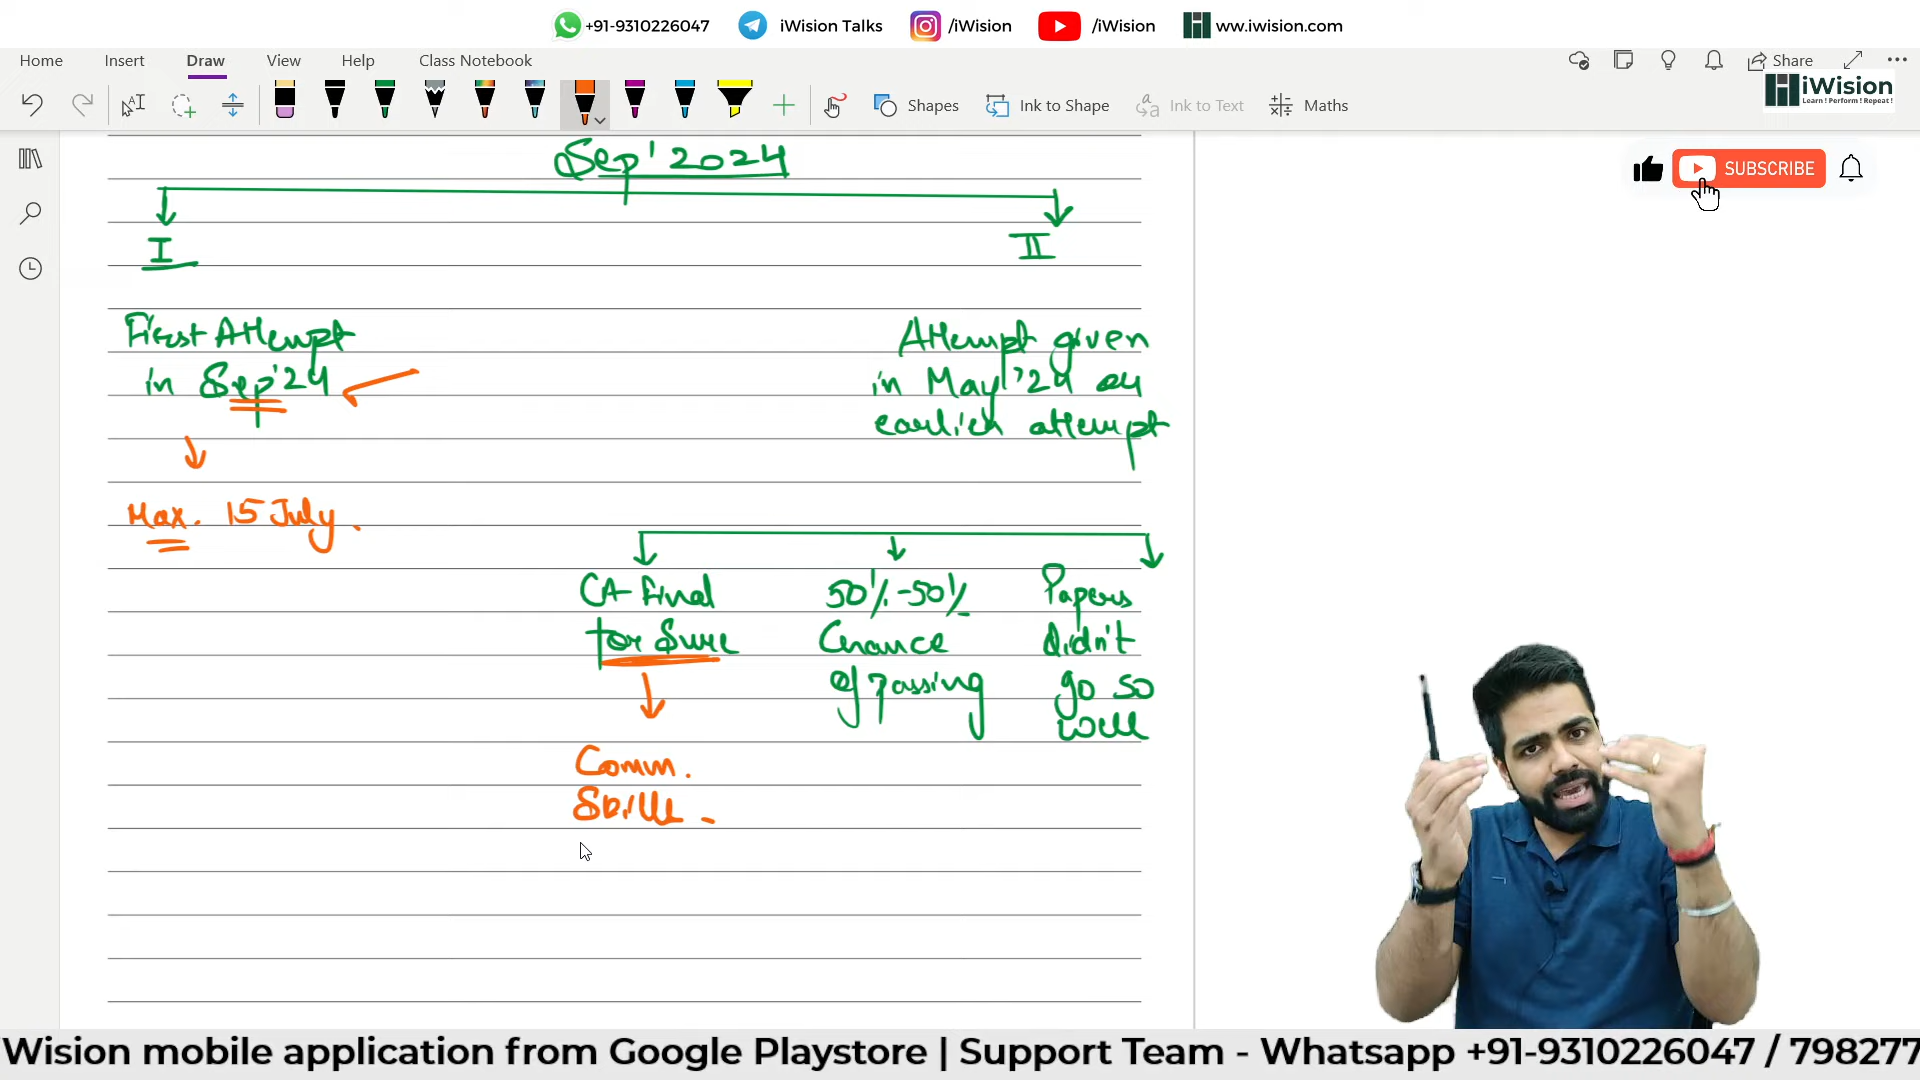 +91-9310226047 iWision Talks /iWision /iWision ww.iwision.com
Home Insert Draw View Help Class Notebook Share
Shapes Ink to Shape Ink to Text Maths
iWision
Learn ! Perform ! Repeat !
SUBSCRIBE
Sep' 2024
I II
First Attempt
in Sep'24
Max. 15 July.
Attempt given
in May '24 or
earlier attempt
CA-Final
for Sure
Comm.
Skills.
50%-50%
Chance
of passing
Papers
didn't
go so
well
Wision mobile application from Google Playstore | Support Team - Whatsapp +91-9310226047 / 798277